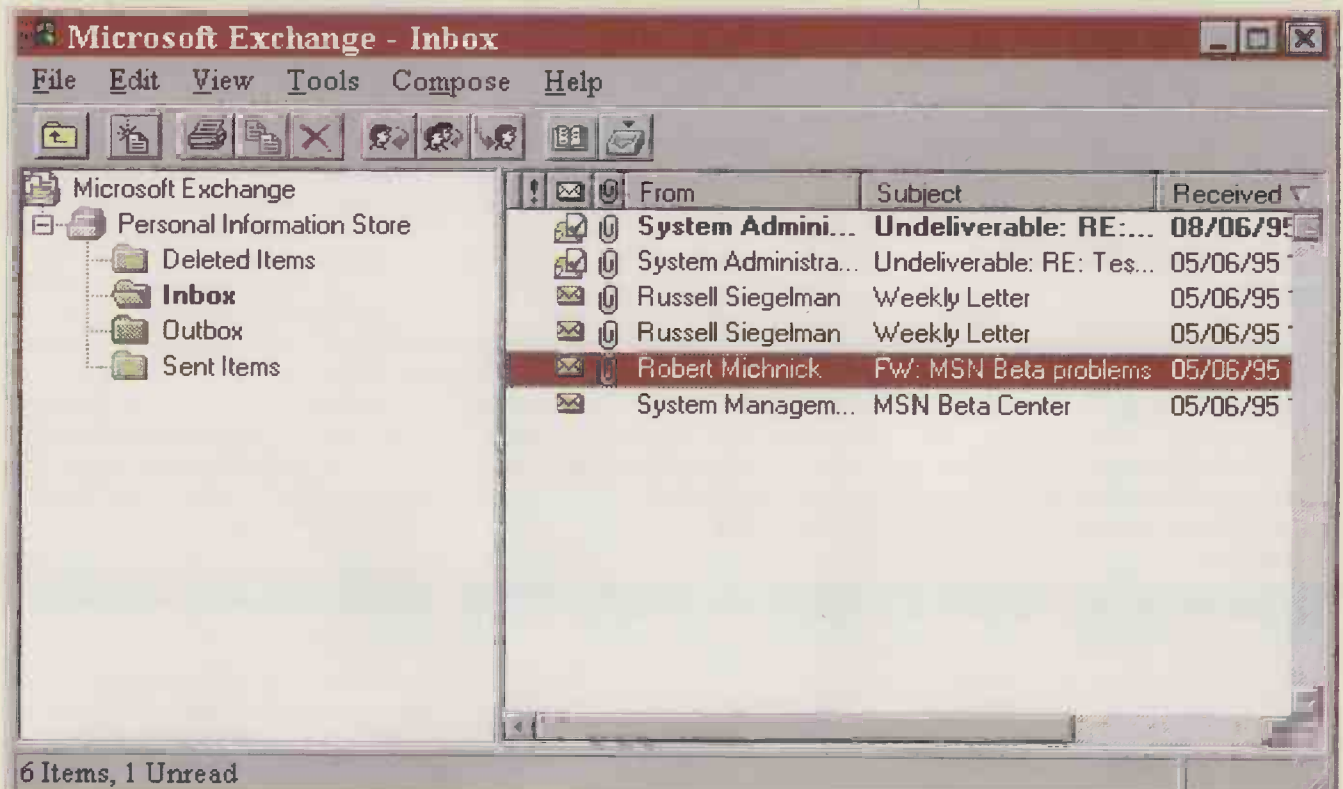 Microsoft Exchange - Inbox
File Edit View Tools Compose Help
Microsoft Exchange
Personal Information Store
Deleted Items
Inbox
Outbox
Sent Items
! From Subject Received
System Admini... Undeliverable: RE:... 08/06/95
System Administra... Undeliverable: RE: Tes... 05/06/95
Russell Siegelman Weekly Letter 05/06/95
Russell Siegelman Weekly Letter 05/06/95
Robert Michnick FW: MSN Beta problems 05/06/95
System Managem... MSN Beta Center 05/06/95
6 Items, 1 Unread